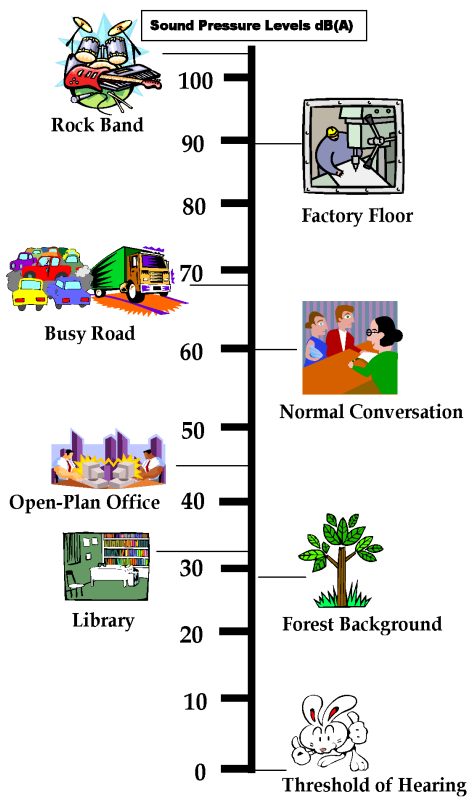 Sound Pressure Levels dB(A)
100
Rock Band
90
80
Factory Floor
70
Busy Road
60
Normal Conversation
50
Open-Plan Office
40
30
Library
Forest Background
20
10
0
Threshold of Hearing